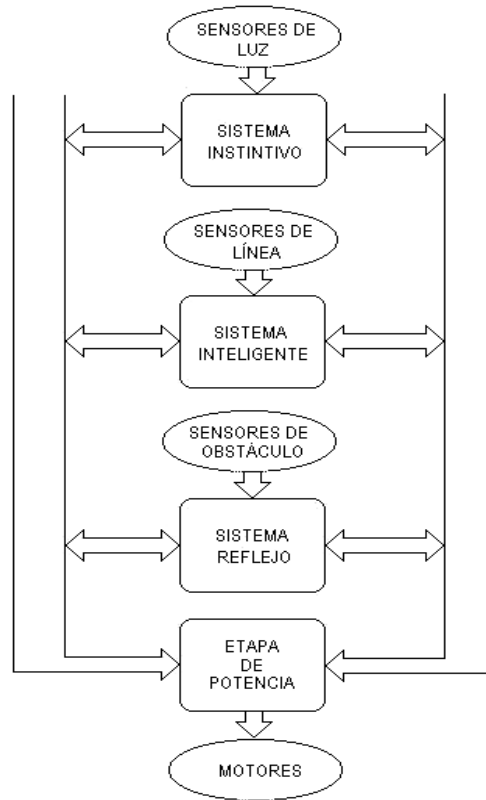 SENSORES DE
LUZ
SISTEMA
INSTINTIVO
SENSORES DE
LÍNEA
SISTEMA
INTELIGENTE
SENSORES DE
OBSTÁCULO
SISTEMA
REFLEJO
ETAPA
DE
POTENCIA
MOTORES